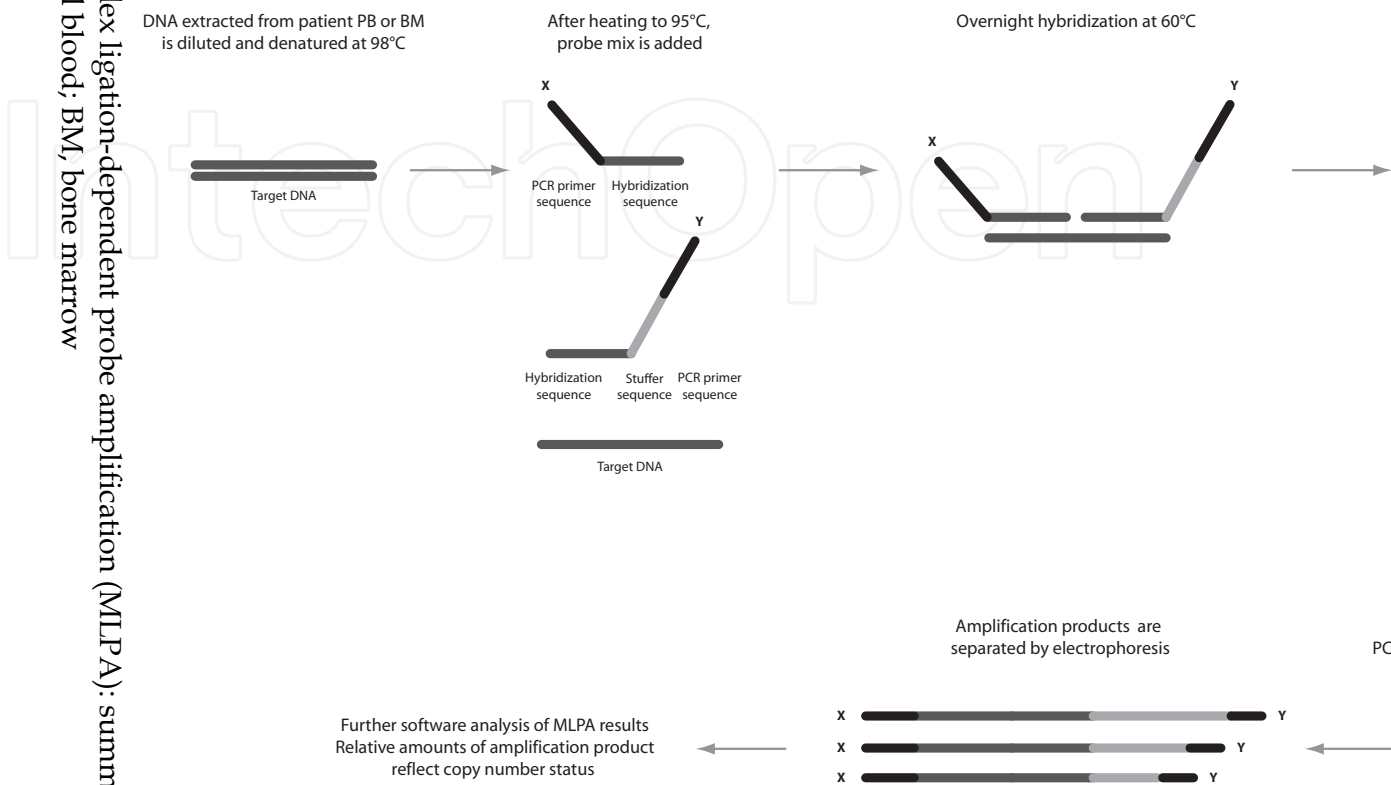 DNA extracted from patient PB or BM
is diluted and denatured at 98°C
After heating to 95°C,
probe mix is added
Overnight hybridization at 60°C
X
Y
X
Target DNA
PCR primer
sequence
Hybridization
sequence
Y
Hybridization
sequence
Stuffer
sequence
PCR primer
sequence
Target DNA
Amplification products are
separated by electrophoresis
PC
X
Y
X
Y
X
Y
Further software analysis of MLPA results
Relative amounts of amplification product
reflect copy number status
ligation-dependent probe amplification (MLPA):
blood; BM, bone marrow
IntechOpen